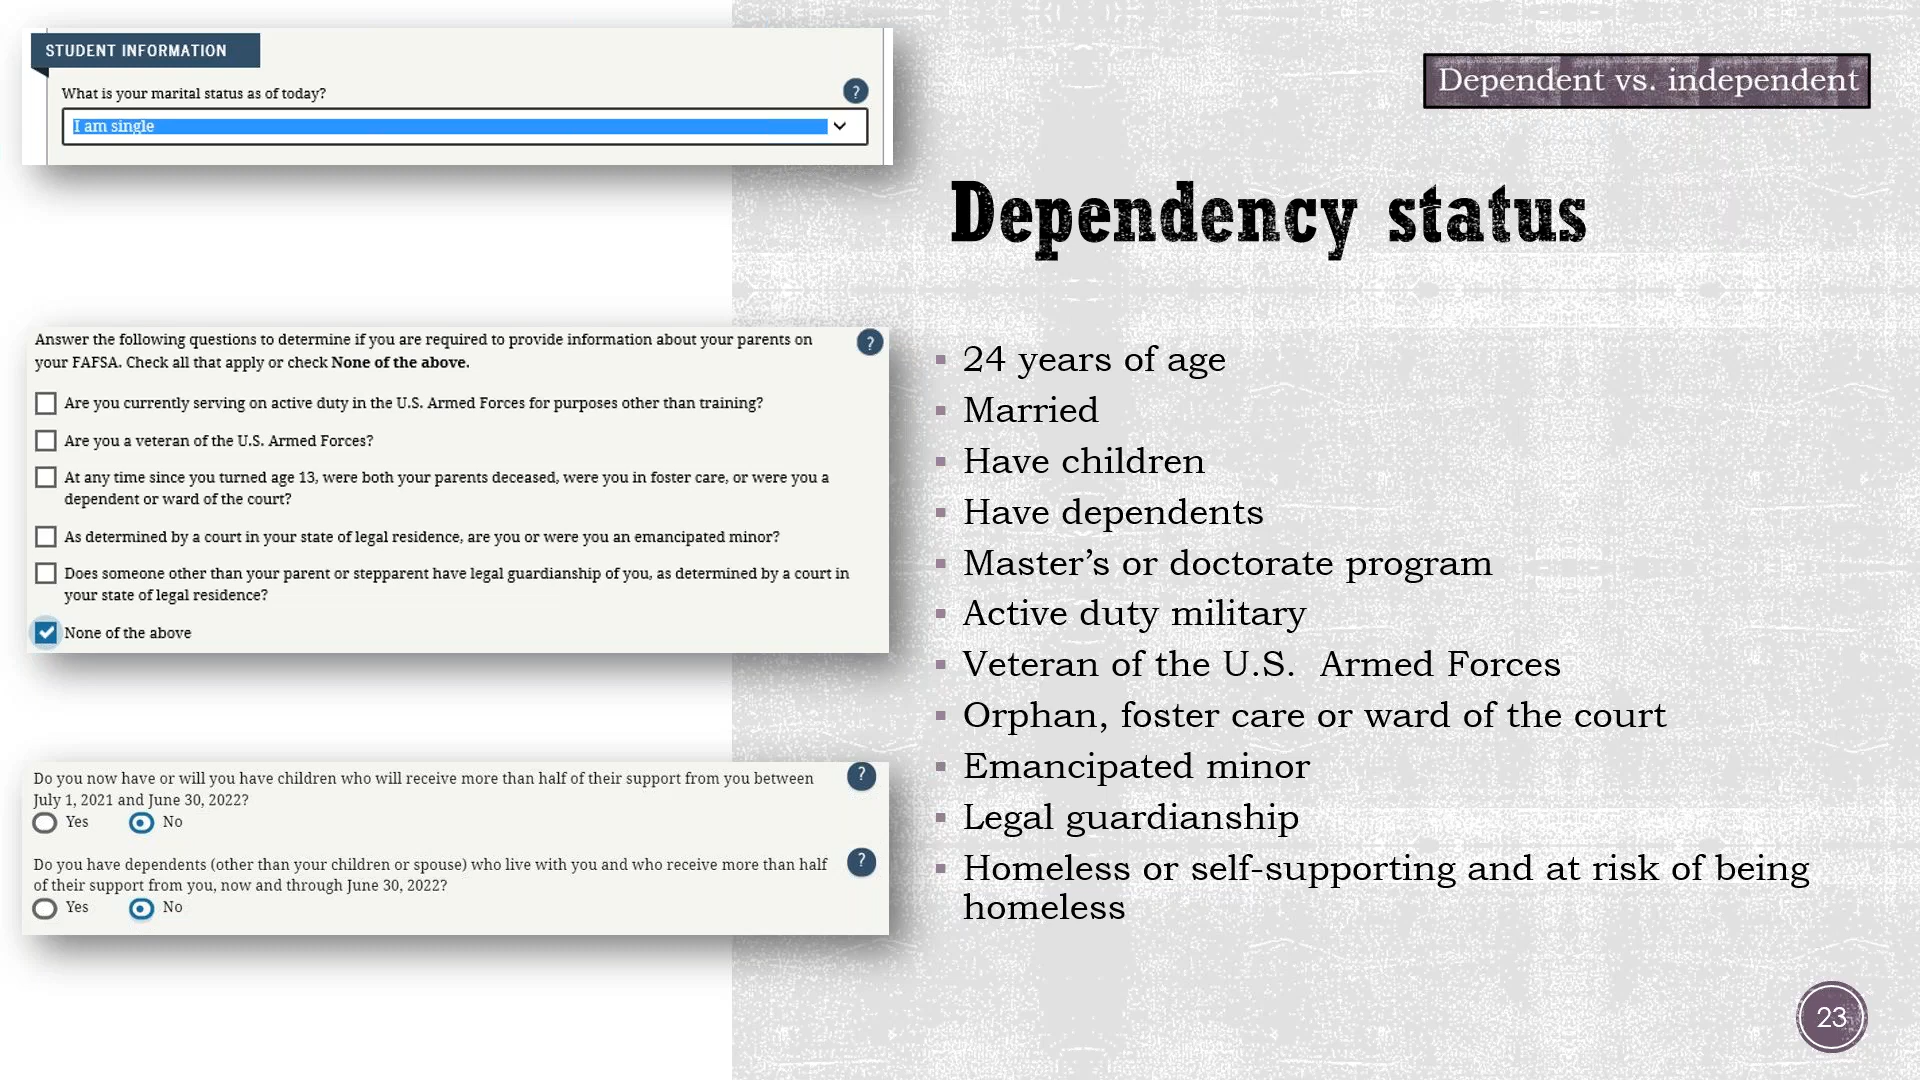 STUDENT INFORMATION
What is your marital status as of today?
?
I am single
Answer the following questions to determine if you are required to provide information about your parents on
your FAFSA. Check all that apply or check None of the above.
?
Are you currently serving on active duty in the U.S. Armed Forces for purposes other than training?
Are you a veteran of the U.S. Armed Forces?
At any time since you turned age 13, were both your parents deceased, were you in foster care, or were you a
dependent or ward of the court?
As determined by a court in your state of legal residence, are you or were you an emancipated minor?
Does someone other than your parent or stepparent have legal guardianship of you, as determined by a court in
your state of legal residence?
None of the above
Do you now have or will you have children who will receive more than half of their support from you between
July 1, 2021 and June 30, 2022?
?
Yes No
Do you have dependents (other than your children or spouse) who live with you and who receive more than half
of their support from you, now and through June 30, 2022?
?
Yes No
Dependent vs. independent
Dependency status
24 years of age
Married
Have children
Have dependents
Master’s or doctorate program
Active duty military
Veteran of the U.S. Armed Forces
Orphan, foster care or ward of the court
Emancipated minor
Legal guardianship
Homeless or self-supporting and at risk of being
homeless
23